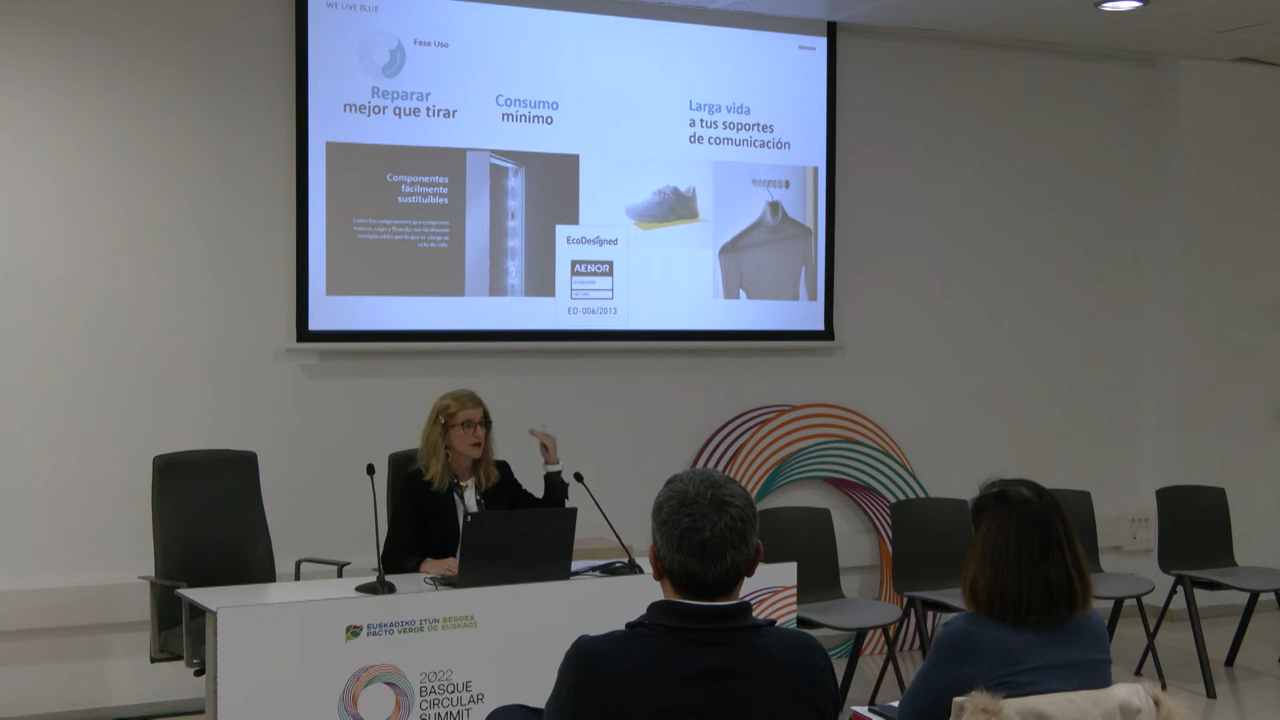 WE LIVE BLUE
Fase Uso
Reparar
mejor que tirar
Consumo
mínimo
Larga vida
a tus soportes
de comunicación
Componentes
fácilmente
sustituibles
EcoDesigned
AENOR
ED-006/2013
EUSKADIKO ITUN BERDEA
PACTO VERDE DE EUSKADI
2022
BASQUE
CIRCULAR
SUMMIT